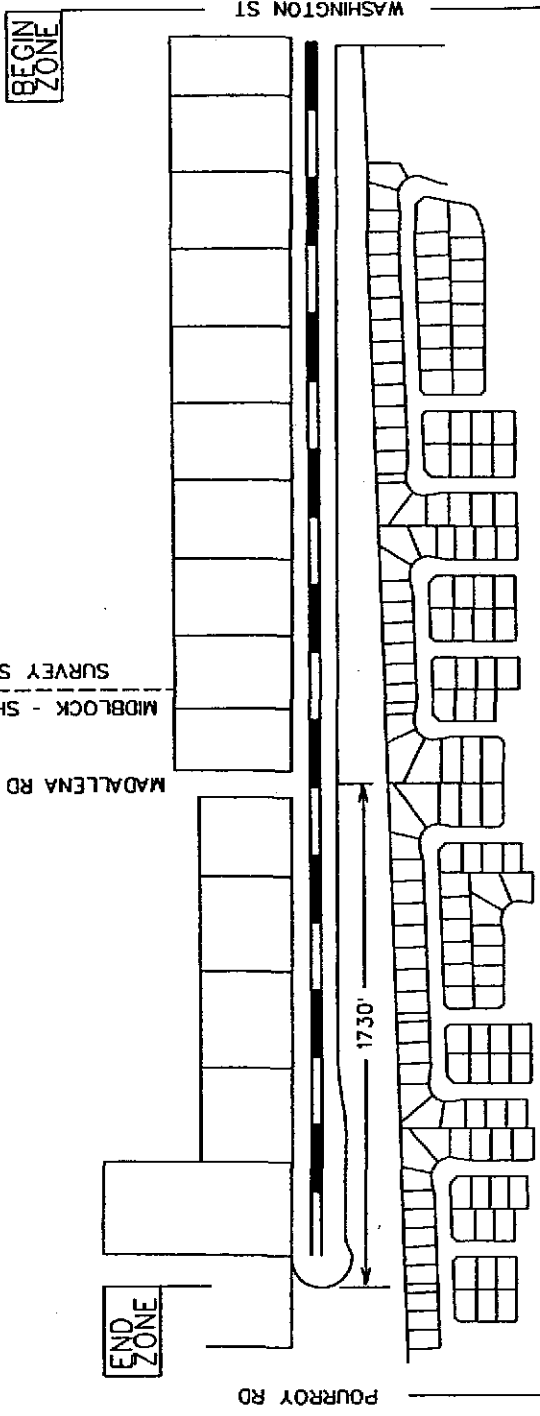 WASHINGTON ST
BEGIN
ZONE
SURVEY S
MIDBLOCK - SH
MADALLENA RD
1730'
END
ZONE
POURROY RD